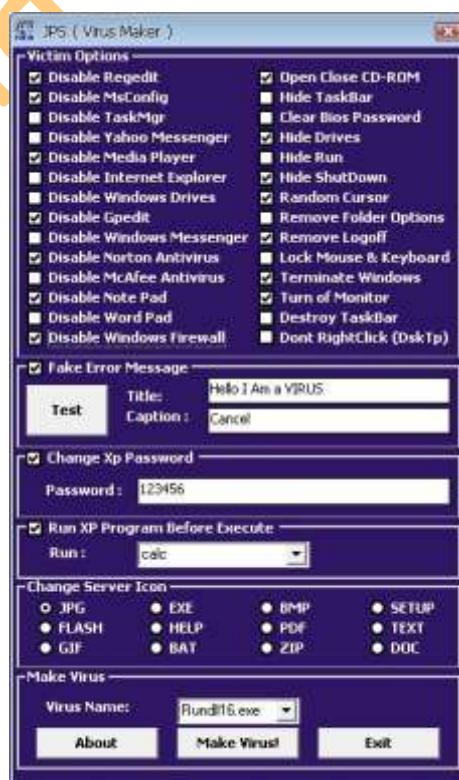 JPS ( Virus Maker )
Victim Options
Disable Regedit
Disable MsConfig
Disable TaskMgr
Disable Yahoo Messenger
Disable Media Player
Disable Internet Explorer
Disable Windows Drives
Disable Gpedit
Disable Windows Messenger
Disable Norton Antivirus
Disable McAfee Antivirus
Disable Note Pad
Disable Word Pad
Disable Windows Firewall
Open Close CD-ROM
Hide TaskBar
Clear Bios Password
Hide Drives
Hide Run
Hide ShutDown
Random Cursor
Remove Folder Options
Remove Logoff
Lock Mouse & Keyboard
Terminate Windows
Turn of Monitor
Destroy TaskBar
Dont RightClick (DskTp)
Fake Error Message
Test
Title: Hello I Am a VIRUS
Caption : Cancel
Change Xp Password
Password : 123456
Run XP Program Before Execute
Run : calc
Change Server Icon
JPG EXE BMP SETUP
FLASH HELP PDF TEXT
GIF BAT ZIP DOC
Make Virus
Virus Name: Rundll16.exe
About Make Virus! Exit